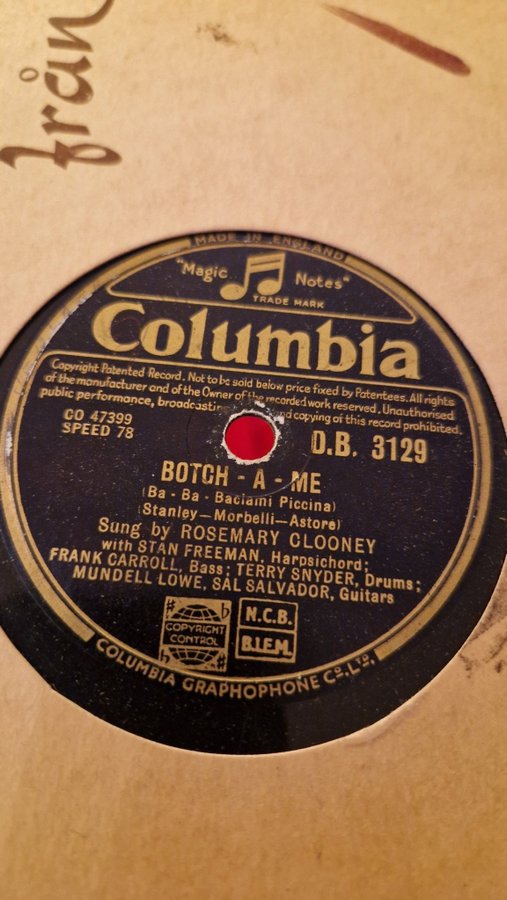 från
MADE IN ENGLAND
"Magic Notes"
TRADE MARK
Columbia
Copyright Patented Record. Not to be sold below price fixed by Patentees. All rights
of the manufacturer and of the Owner of the recorded work reserved. Unauthorised
public performance, broadcasting and copying of this record prohibited.
CO 47399
SPEED 78
D.B. 3129
BOTCH - A - ME
(Ba - Ba - Baciami Piccina)
(Stanley—Morbelli—Astore)
Sung by ROSEMARY CLOONEY
with STAN FREEMAN, Harpsichord;
FRANK CARROLL, Bass; TERRY SNYDER, Drums;
MUNDELL LOWE, SAL SALVADOR, Guitars
COPYRIGHT
CONTROL
N.C.B.
B.I.E.M.
COLUMBIA GRAPHOPHONE CO. LTD.